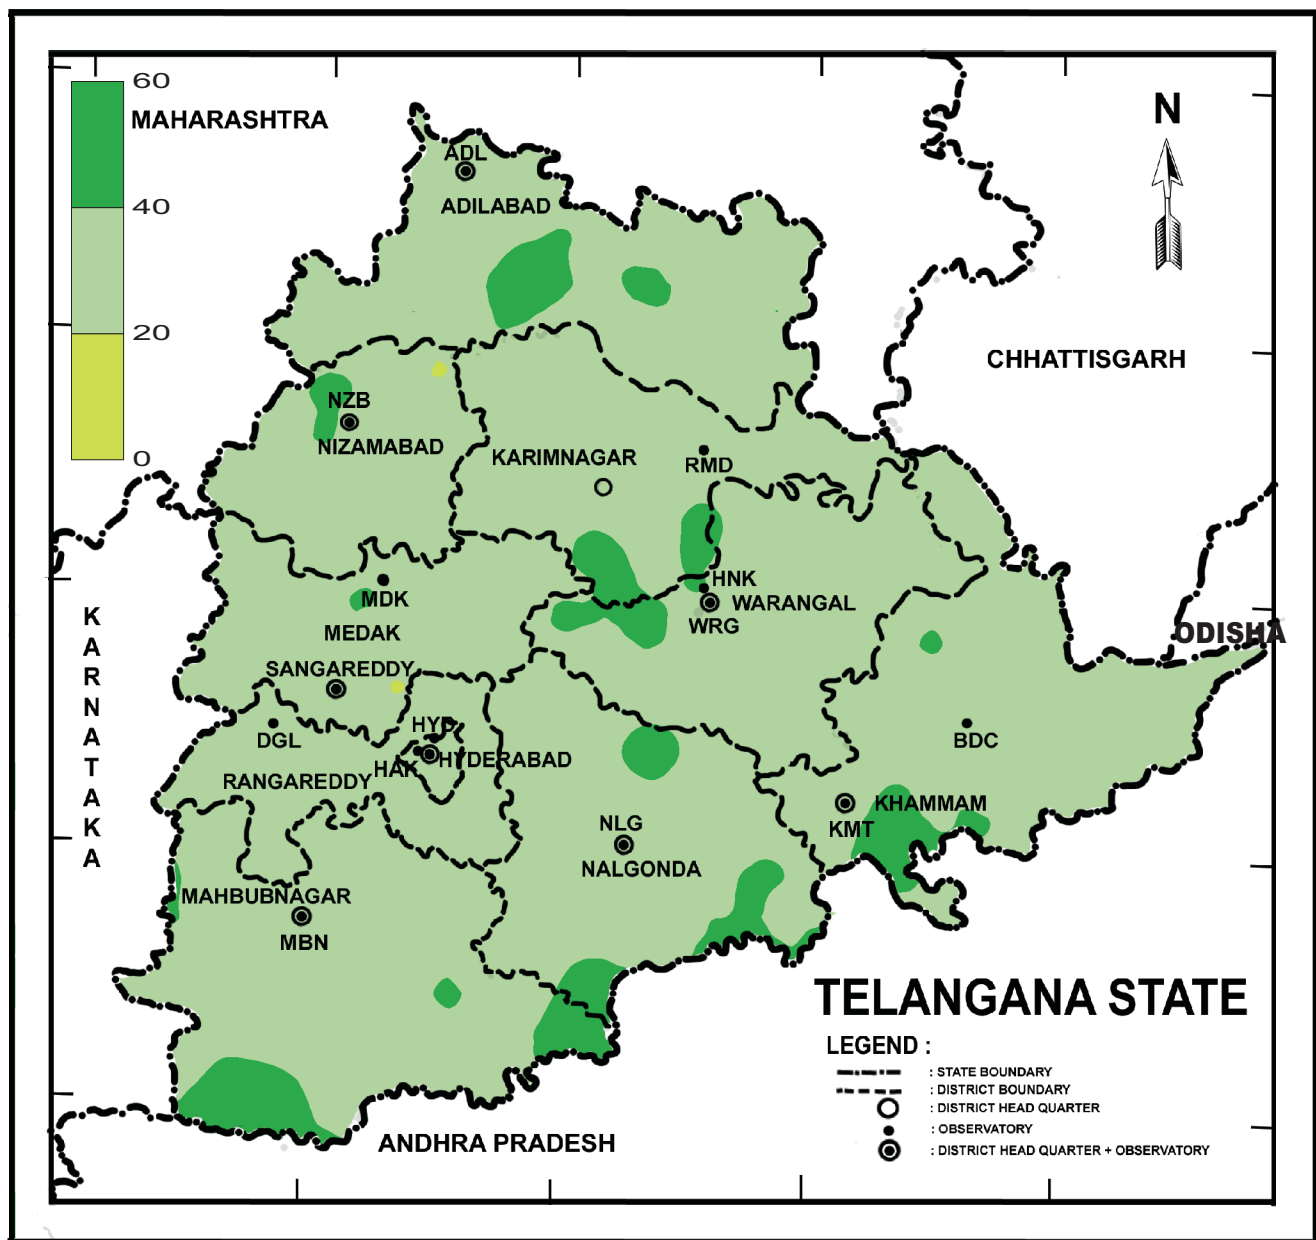 60
MAHARASHTRA
N
ADL
ADILABAD
40
20
CHHATTISGARH
NZB
NIZAMABAD
KARIMNAGAR
RMD
0
HNK
WARANGAL
WRG
MDK
MEDAK
KARNATAKA
ODISHA
SANGAREDDY
DGL
HYD
HAK
HYDERABAD
BDC
RANGAREDDY
KHAMMAM
KMT
NLG
NALGONDA
MAHBUBNAGAR
MBN
TELANGANA STATE
LEGEND :
: STATE BOUNDARY
: DISTRICT BOUNDARY
: DISTRICT HEAD QUARTER
: OBSERVATORY
: DISTRICT HEAD QUARTER + OBSERVATORY
ANDHRA PRADESH